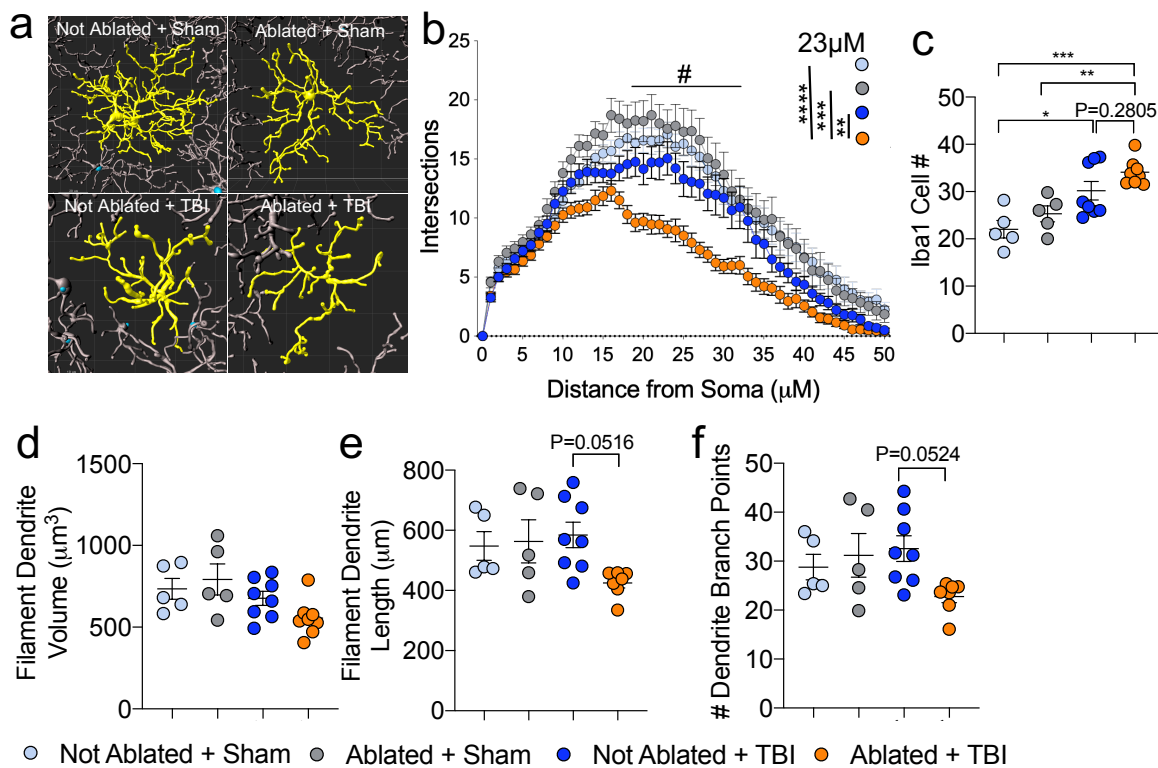 a
Not Ablated + Sham
Ablated + Sham
Not Ablated + TBI
Ablated + TBI
b
25
20
15
10
5
0
Intersections
0
5
10
15
20
25
30
35
40
45
50
Distance from Soma (μM)
#
23μM
****
***
**
c
***
**
*
P=0.2805
50
40
30
20
10
0
Iba1 Cell #
d
1500
1000
500
0
Filament Dendrite
Volume (μm³)
e
P=0.0516
800
600
400
200
0
Filament Dendrite
Length (μm)
f
P=0.0524
50
40
30
20
10
0
# Dendrite Branch Points
Not Ablated + Sham
Ablated + Sham
Not Ablated + TBI
Ablated + TBI